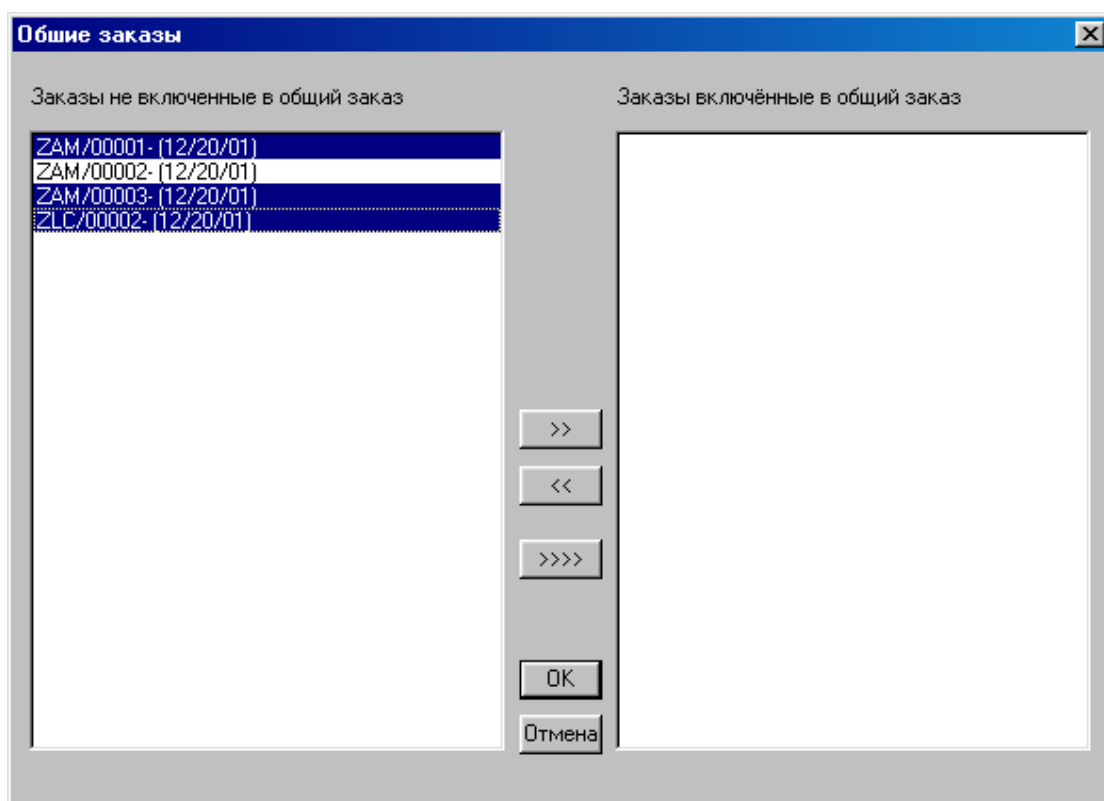 Обшие заказы
Заказы не включенные в общий заказ
Заказы включённые в общий заказ
ZAM/00001- (12/20/01)
ZAM/00002- (12/20/01)
ZAM/00003- (12/20/01)
ZLC/00002- (12/20/01)
>>
<<
>>>>
OK
Отмена